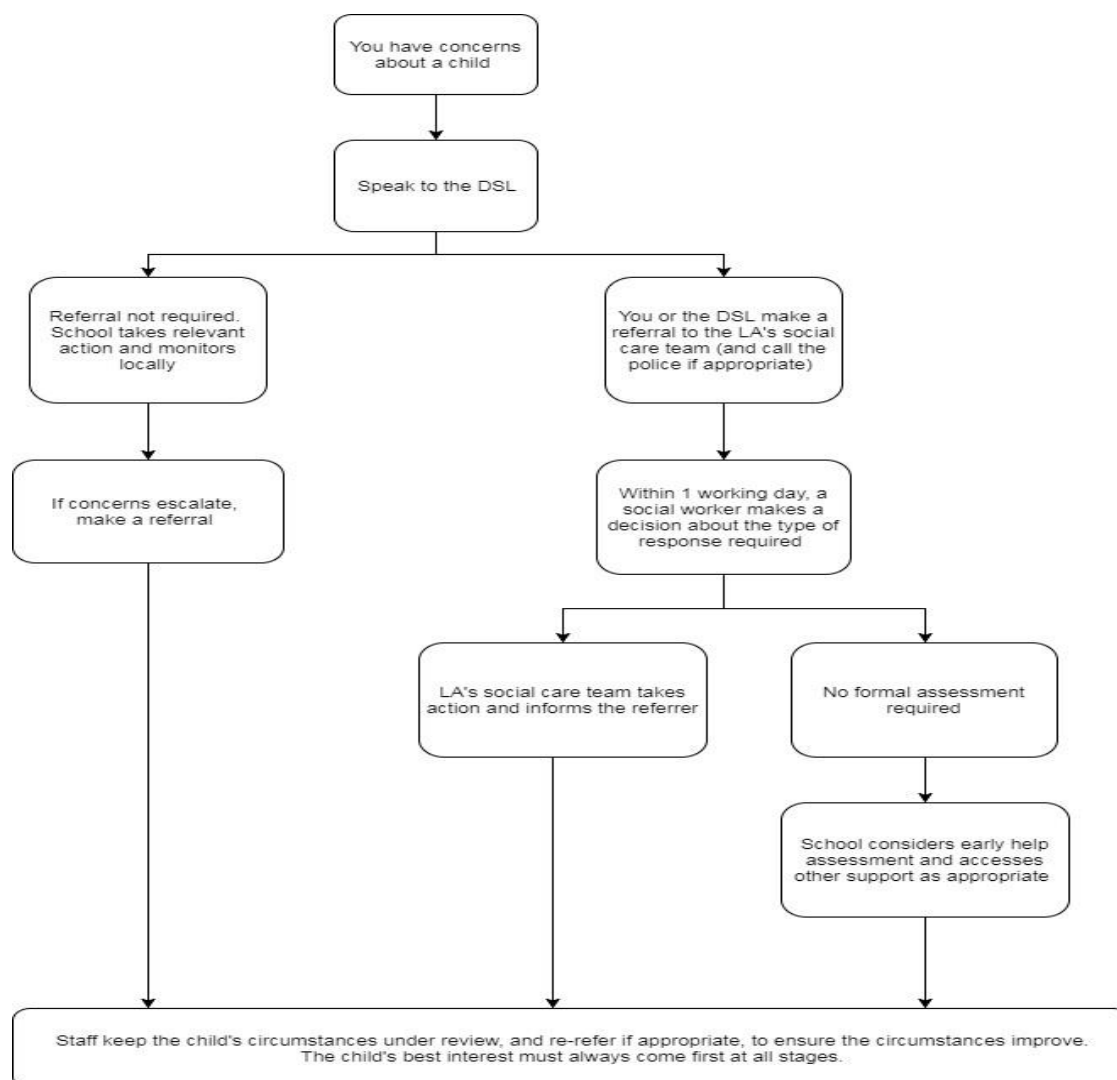 You have concerns
about a child
Speak to the DSL
Referral not required.
School takes relevant
action and monitors
locally
You or the DSL make a
referral to the LA's social
care team (and call the
police if appropriate)
If concerns escalate,
make a referral
Within 1 working day, a
social worker makes a
decision about the type of
response required
LA's social care team takes
action and informs the referrer
No formal assessment
required
School considers early help
assessment and accesses
other support as appropriate
Staff keep the child's circumstances under review, and re-refer if appropriate, to ensure the circumstances improve.
The child's best interest must always come first at all stages.